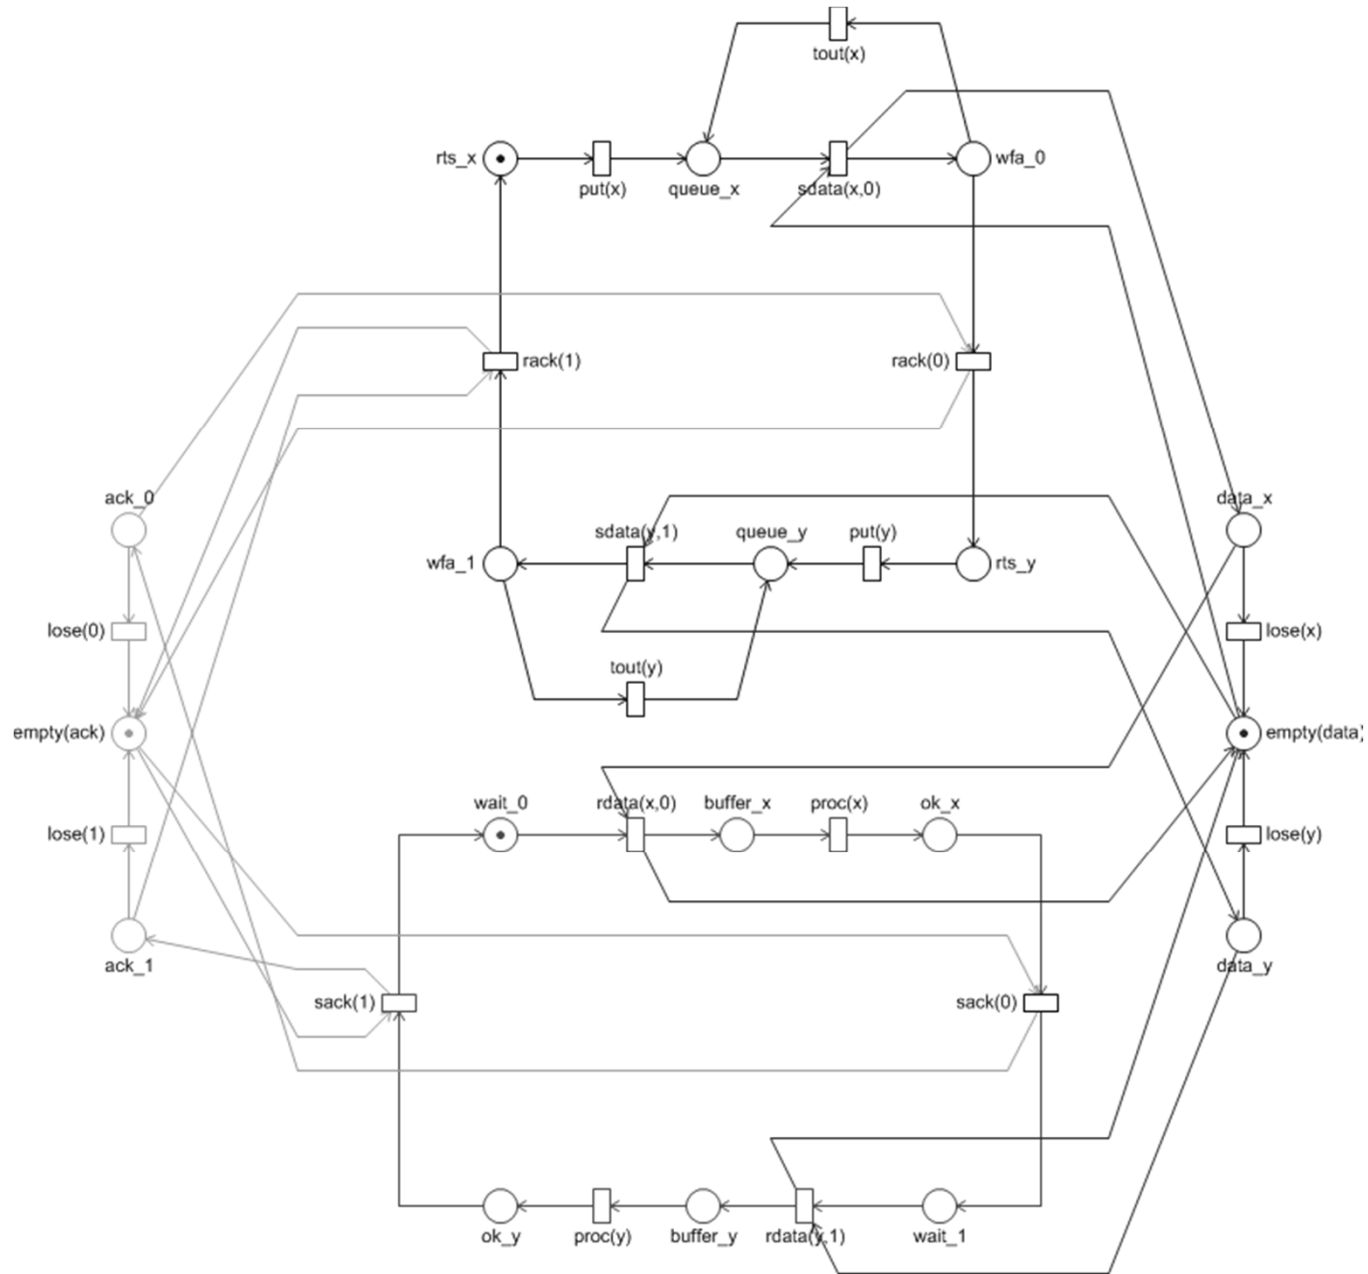 tout(x)
rts_x
put(x)
queue_x
sdata(x,0)
wfa_0
rack(1)
rack(0)
ack_0
data_x
sdata(y,1)
queue_y
put(y)
wfa_1
rts_y
lose(0)
lose(x)
tout(y)
empty(ack)
empty(data)
wait_0
rdata(x,0)
buffer_x
proc(x)
ok_x
lose(1)
lose(y)
ack_1
data_y
sack(1)
sack(0)
ok_y
proc(y)
buffer_y
rdata(y,1)
wait_1